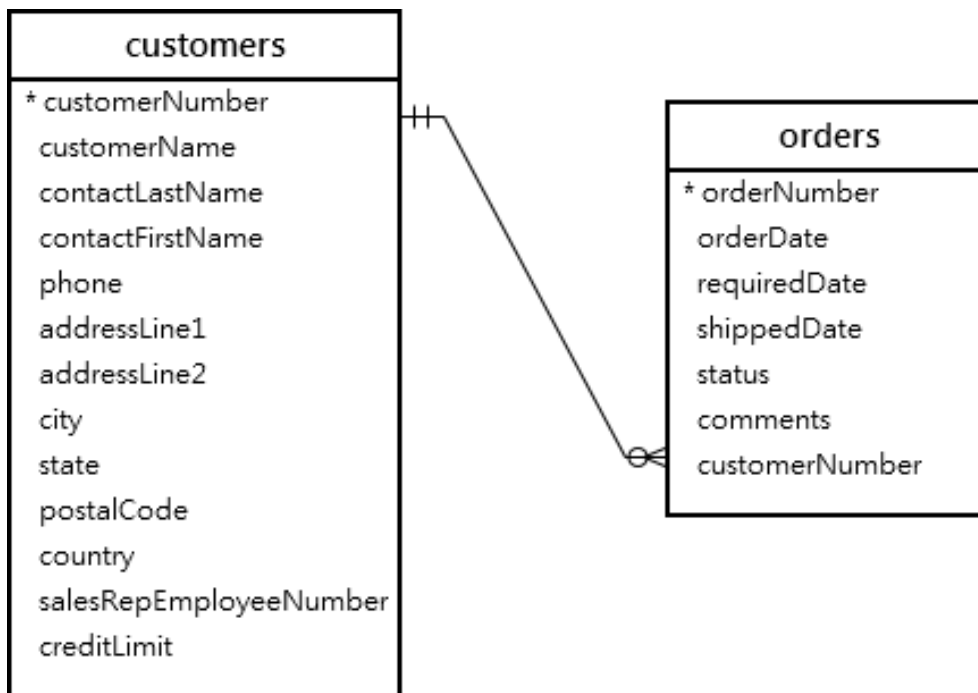 customers
* customerNumber
customerName
contactLastName
contactFirstName
phone
addressLine1
addressLine2
city
state
postalCode
country
salesRepEmployeeNumber
creditLimit
orders
* orderNumber
orderDate
requiredDate
shippedDate
status
comments
customerNumber